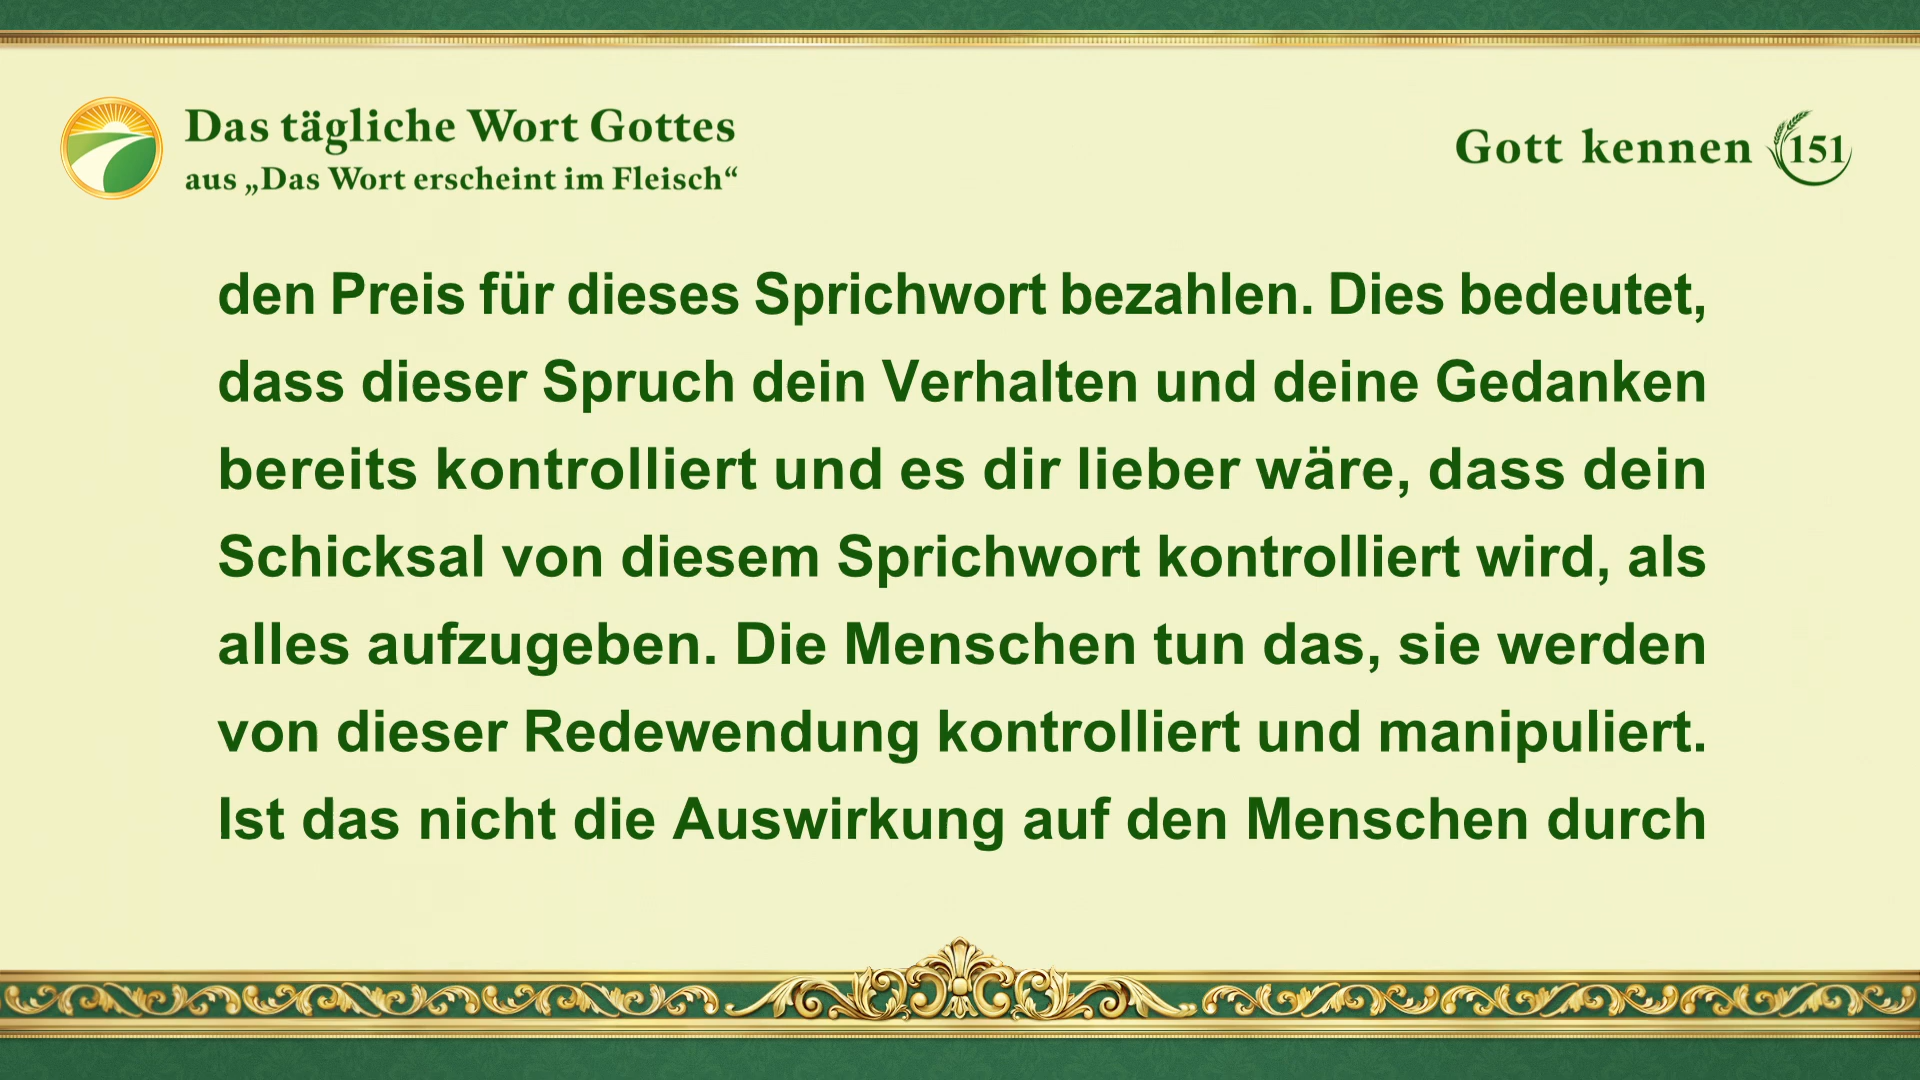 Das tägliche Wort Gottes
aus „Das Wort erscheint im Fleisch“
Gott kennen 151
den Preis für dieses Sprichwort bezahlen. Dies bedeutet,
dass dieser Spruch dein Verhalten und deine Gedanken
bereits kontrolliert und es dir lieber wäre, dass dein
Schicksal von diesem Sprichwort kontrolliert wird, als
alles aufzugeben. Die Menschen tun das, sie werden
von dieser Redewendung kontrolliert und manipuliert.
Ist das nicht die Auswirkung auf den Menschen durch